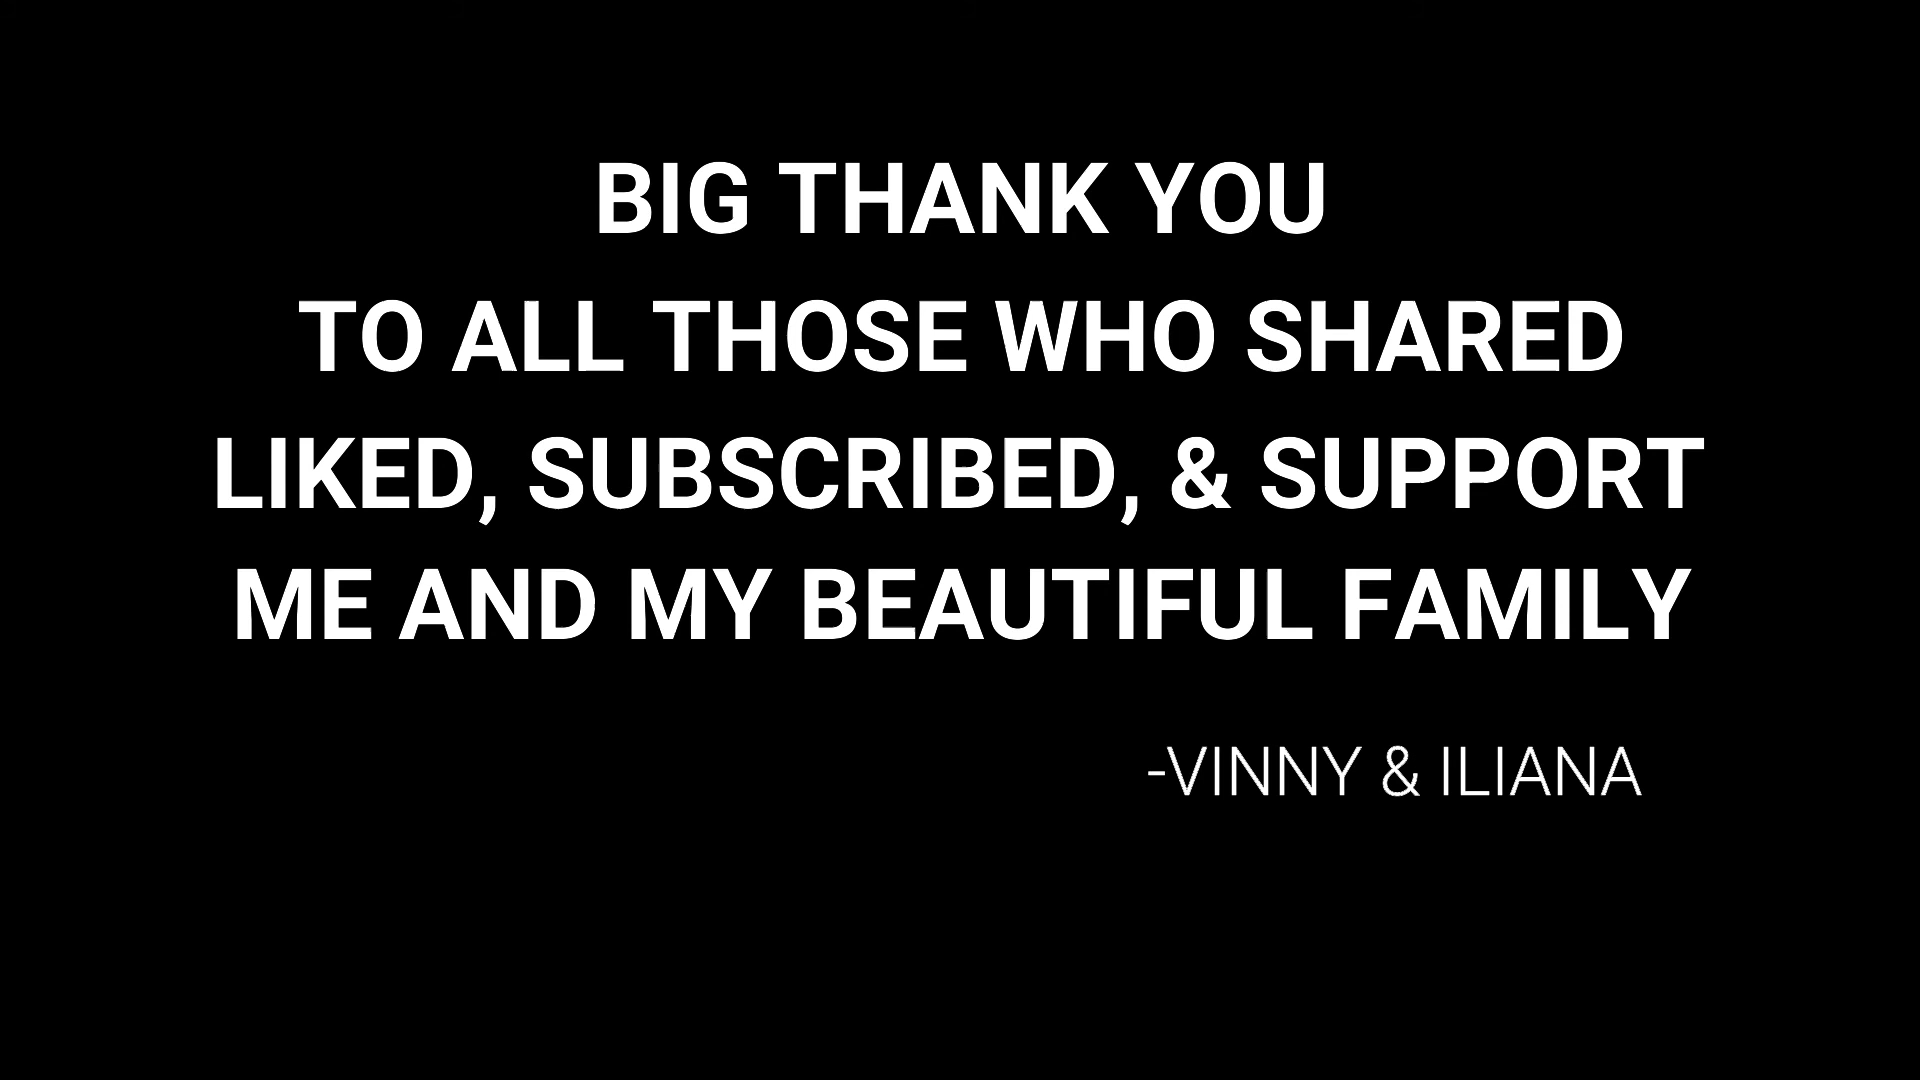 BIG THANK YOU
TO ALL THOSE WHO SHARED
LIKED, SUBSCRIBED, & SUPPORT
ME AND MY BEAUTIFUL FAMILY
-VINNY & ILIANA